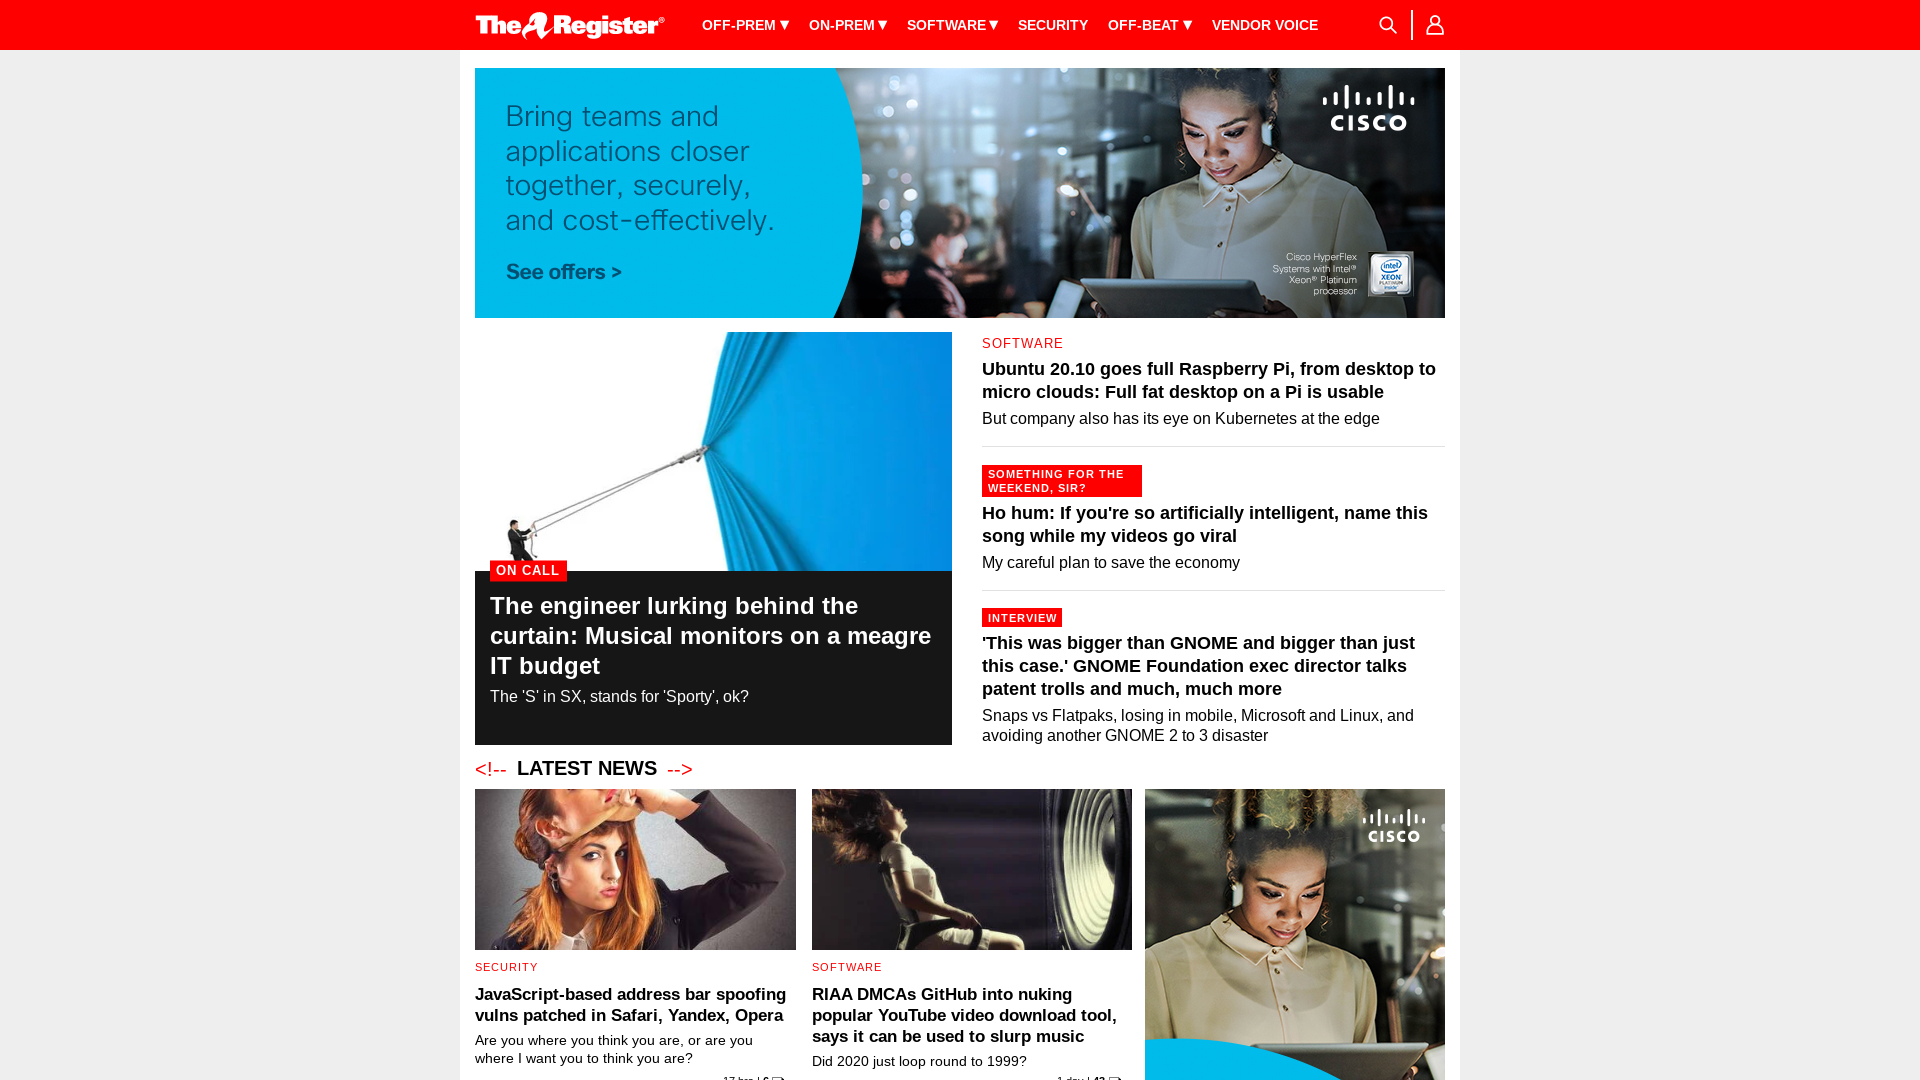 The Register®
OFF-PREM ▼ ON-PREM ▼ SOFTWARE ▼ SECURITY OFF-BEAT ▼ VENDOR VOICE
Bring teams and
applications closer
together, securely,
and cost-effectively.
See offers >
CISCO
Cisco HyperFlex
Systems with Intel®
Xeon® Platinum
processor
intel
XEON
PLATINUM
inside
ON CALL
The engineer lurking behind the
curtain: Musical monitors on a meagre
IT budget
The 'S' in SX, stands for 'Sporty', ok?
SOFTWARE
Ubuntu 20.10 goes full Raspberry Pi, from desktop to
micro clouds: Full fat desktop on a Pi is usable
But company also has its eye on Kubernetes at the edge
SOMETHING FOR THE
WEEKEND, SIR?
Ho hum: If you're so artificially intelligent, name this
song while my videos go viral
My careful plan to save the economy
INTERVIEW
'This was bigger than GNOME and bigger than just
this case.' GNOME Foundation exec director talks
patent trolls and much, much more
Snaps vs Flatpaks, losing in mobile, Microsoft and Linux, and
avoiding another GNOME 2 to 3 disaster
<!-- LATEST NEWS -->
SECURITY
JavaScript-based address bar spoofing
vulns patched in Safari, Yandex, Opera
Are you where you think you are, or are you
where I want you to think you are?
17 hrs | 6
SOFTWARE
RIAA DMCAs GitHub into nuking
popular YouTube video download tool,
says it can be used to slurp music
Did 2020 just loop round to 1999?
1 day | 42
CISCO